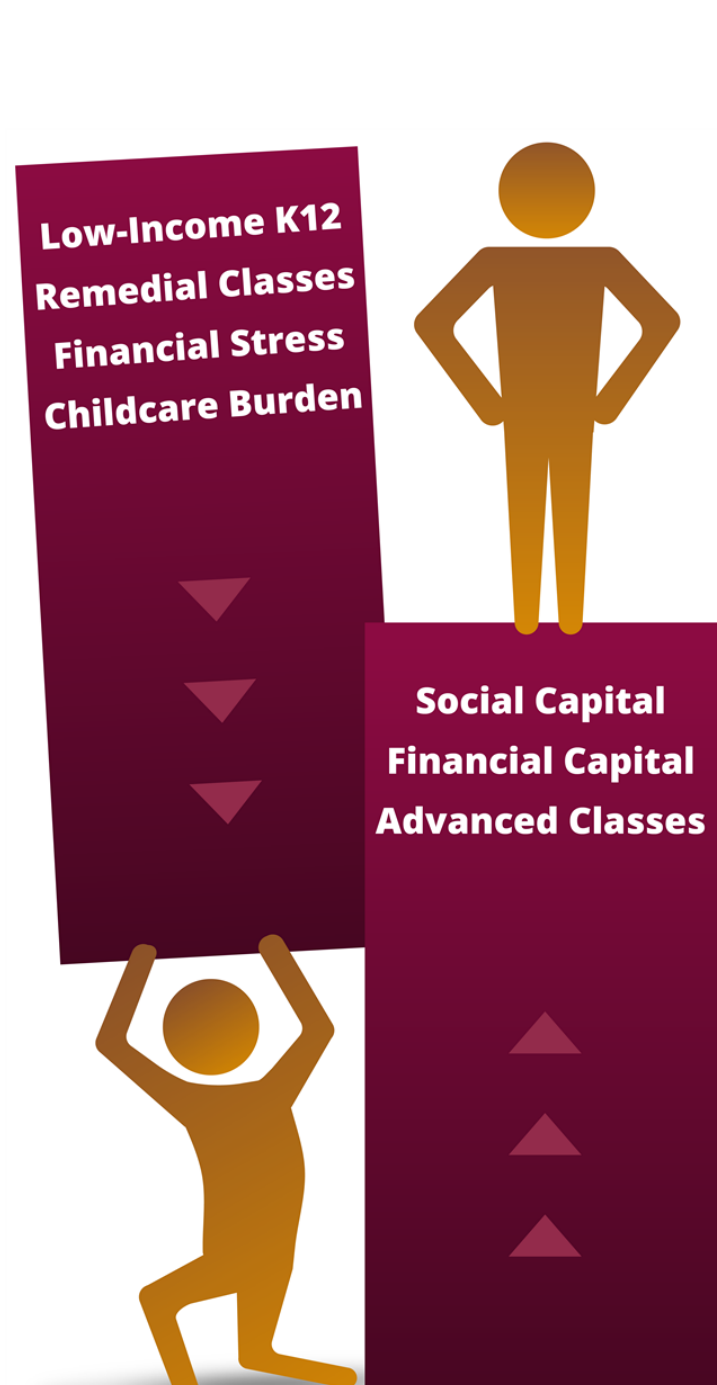 Low-Income K12
Remedial Classes
Financial Stress
Childcare Burden
Social Capital
Financial Capital
Advanced Classes